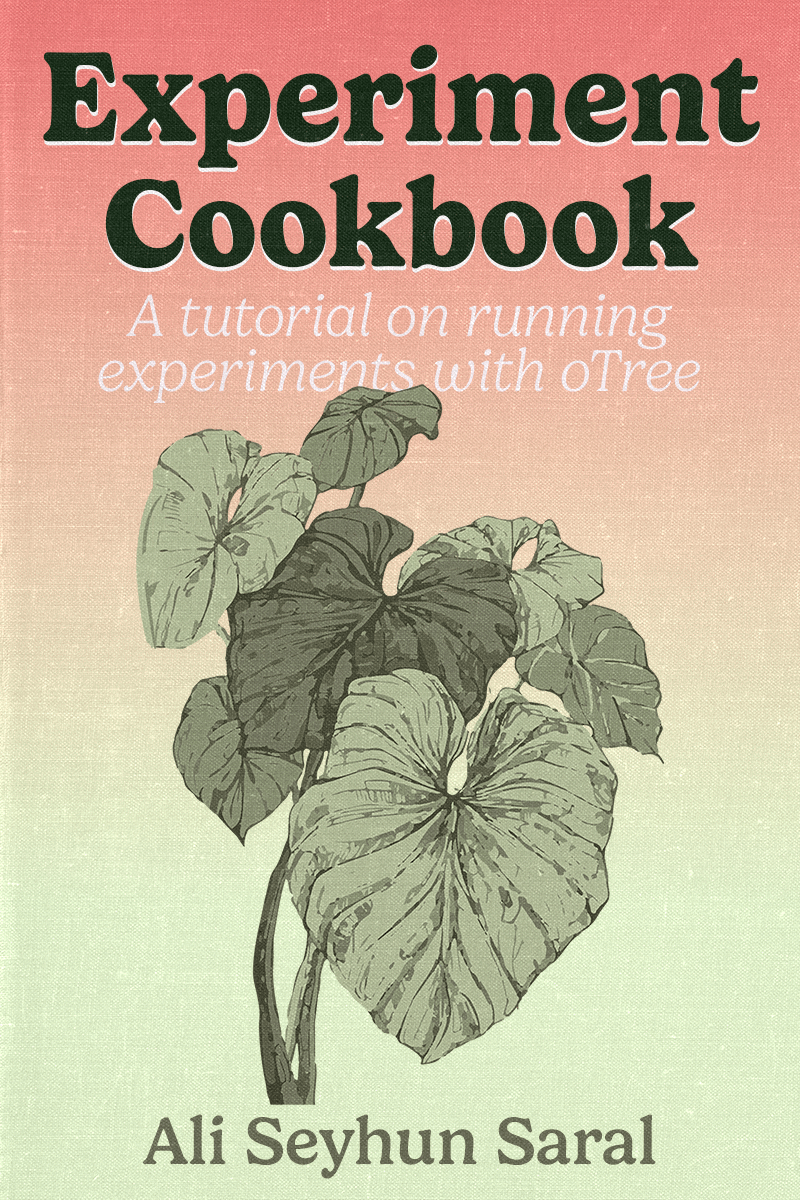 Experiment
Cookbook
A tutorial on running
experiments with oTree
Ali Seyhun Saral